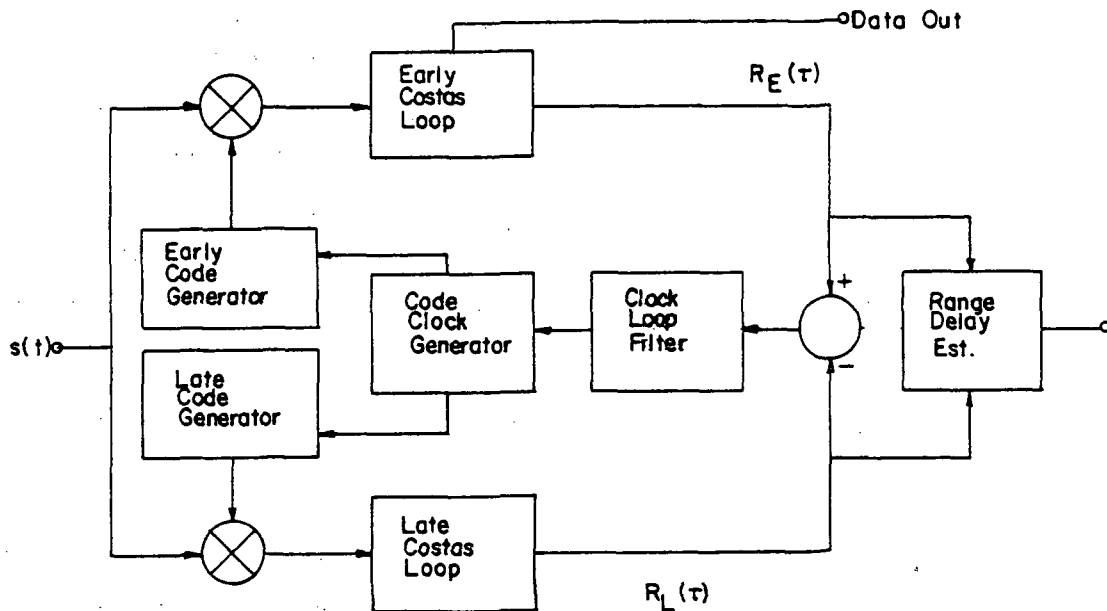 Data Out
Early
Costas
Loop
R_E(τ)
Early
Code
Generator
Code
Clock
Generator
Clock
Loop
Filter
+
−
Range
Delay
Est.
s(t)
Late
Code
Generator
Late
Costas
Loop
R_L(τ)